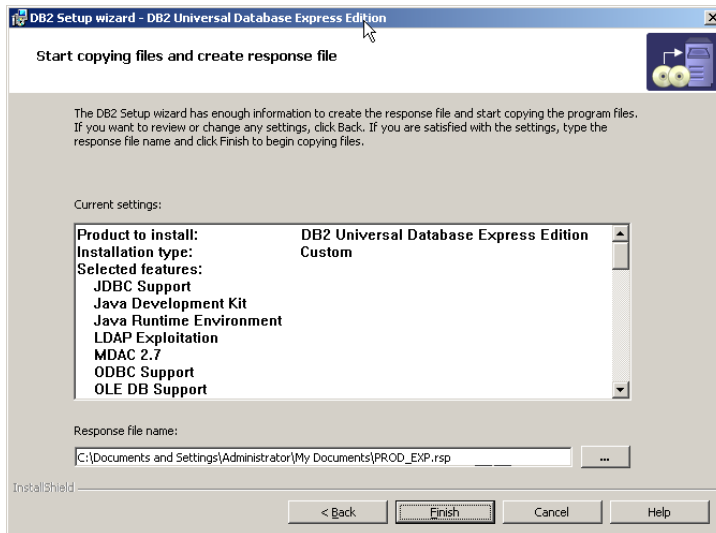 DB2 Setup wizard - DB2 Universal Database Express Edition
Start copying files and create response file
The DB2 Setup wizard has enough information to create the response file and start copying the program files.
If you want to review or change any settings, click Back. If you are satisfied with the settings, type the
response file name and click Finish to begin copying files.
Current settings:
Product to install: DB2 Universal Database Express Edition
Installation type: Custom
Selected features:
JDBC Support
Java Development Kit
Java Runtime Environment
LDAP Exploitation
MDAC 2.7
ODBC Support
OLE DB Support
Response file name:
C:\Documents and Settings\Administrator\My Documents\PROD_EXP.rsp
...
InstallShield
< Back Finish Cancel Help